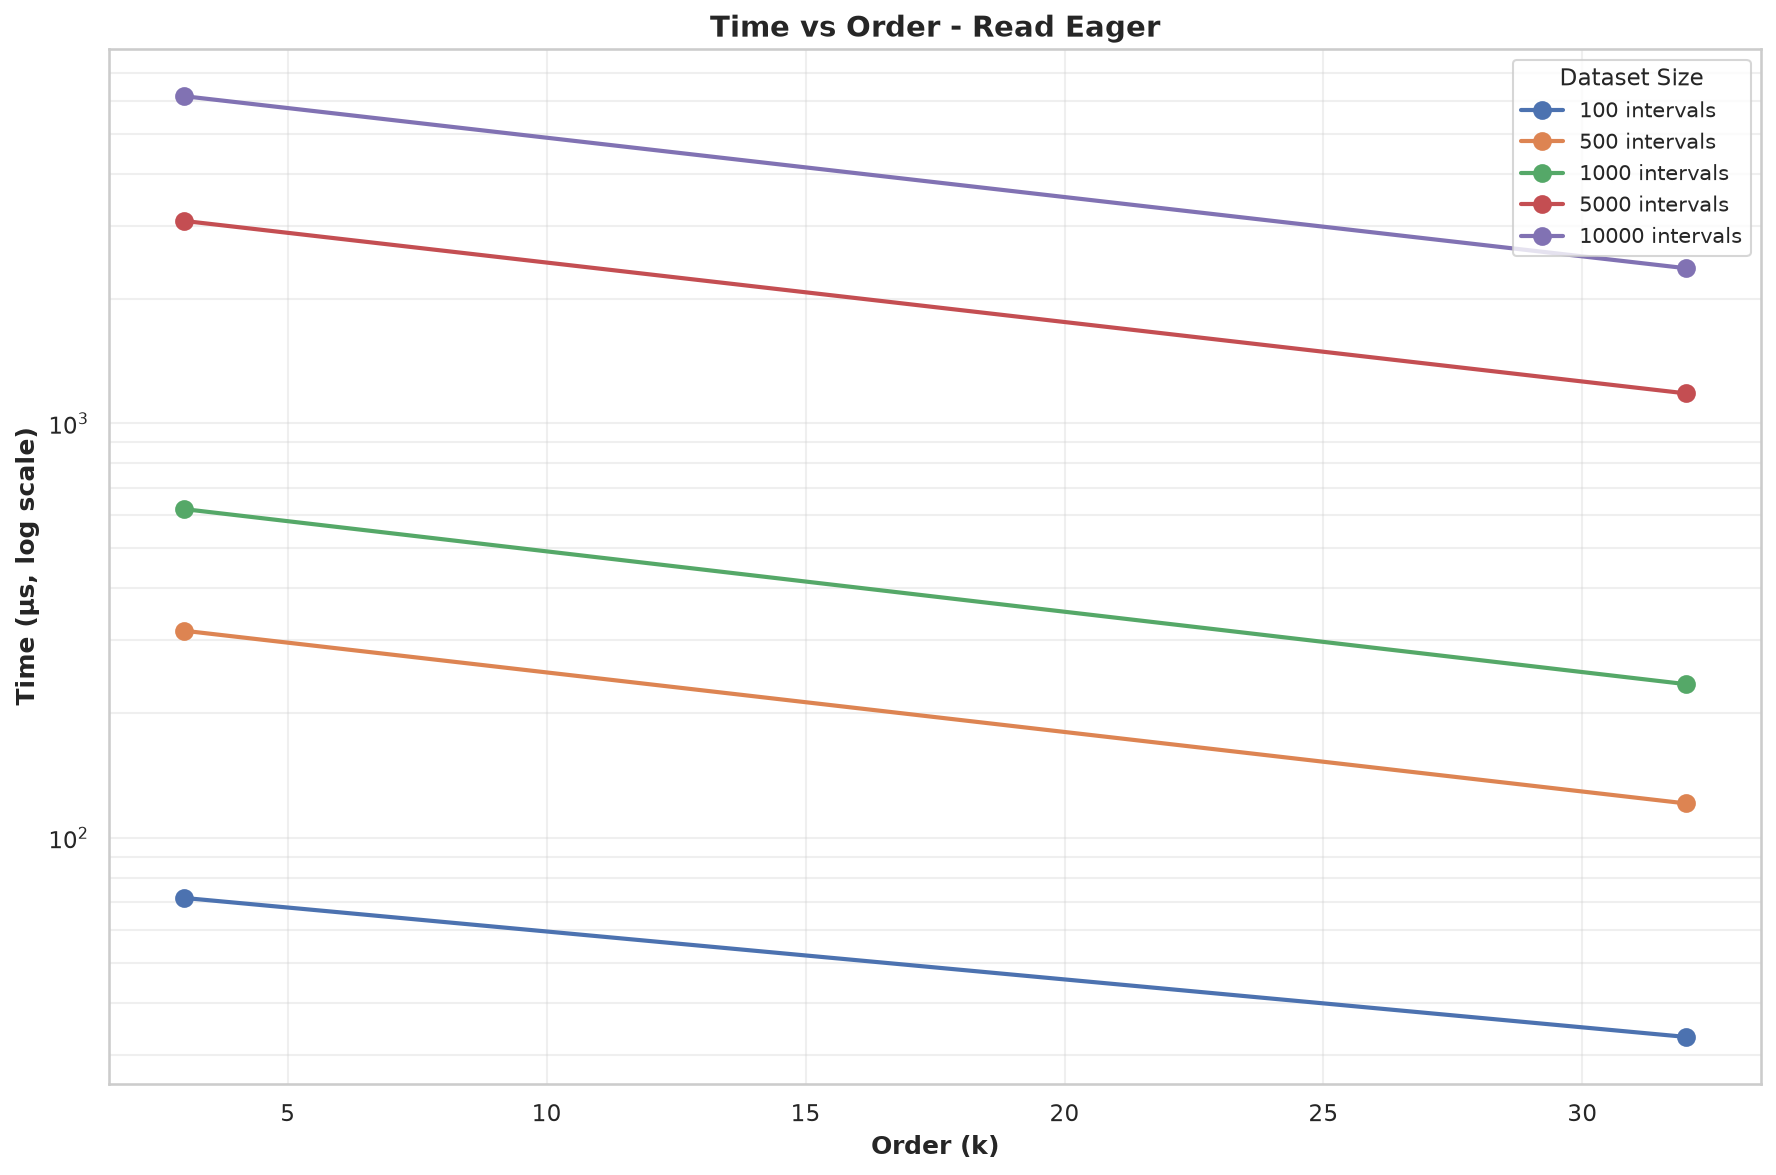 Time vs Order - Read Eager
Dataset Size
100 intervals
500 intervals
1000 intervals
5000 intervals
10000 intervals
Time (µs, log scale)
10³
10²
5 10 15 20 25 30
Order (k)